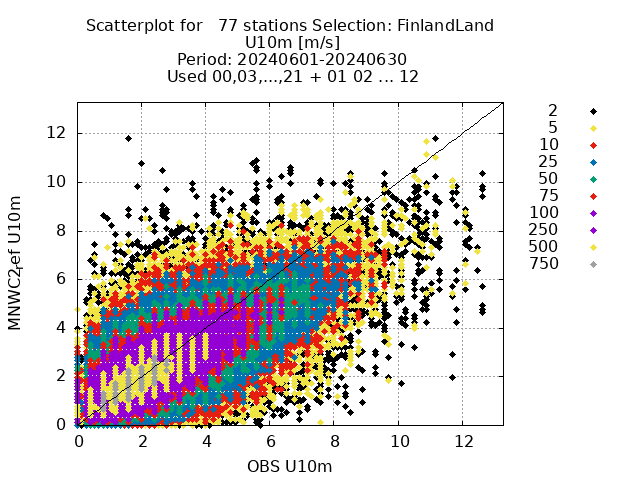 Scatterplot for   77 stations Selection: FinlandLand
U10m [m/s]
Period: 20240601-20240630
Used 00,03,...,21 + 01 02 ... 12
2
5
10
25
50
75
100
250
500
750
12
10
8
6
4
2
0
0 2 4 6 8 10 12
OBS U10m
U10m